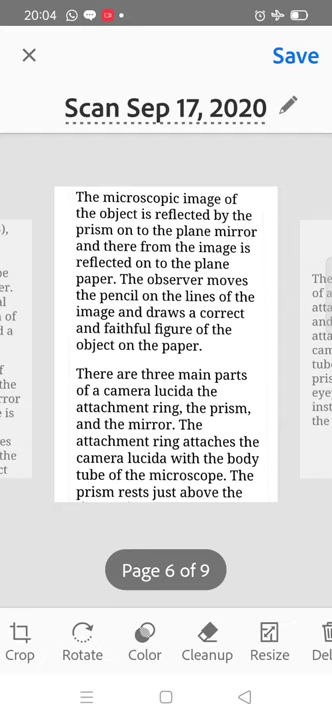 20:04
Save
Scan Sep 17, 2020
The microscopic image of
the object is reflected by the
prism on to the plane mirror
and there from the image is
reflected on to the plane
paper. The observer moves
the pencil on the lines of the
image and draws a correct
and faithful figure of the
object on the paper.
There are three main parts
of a camera lucida the
attachment ring, the prism,
and the mirror. The
attachment ring attaches the
camera lucida with the body
tube of the microscope. The
prism rests just above the
Page 6 of 9
Crop
Rotate
Color
Cleanup
Resize